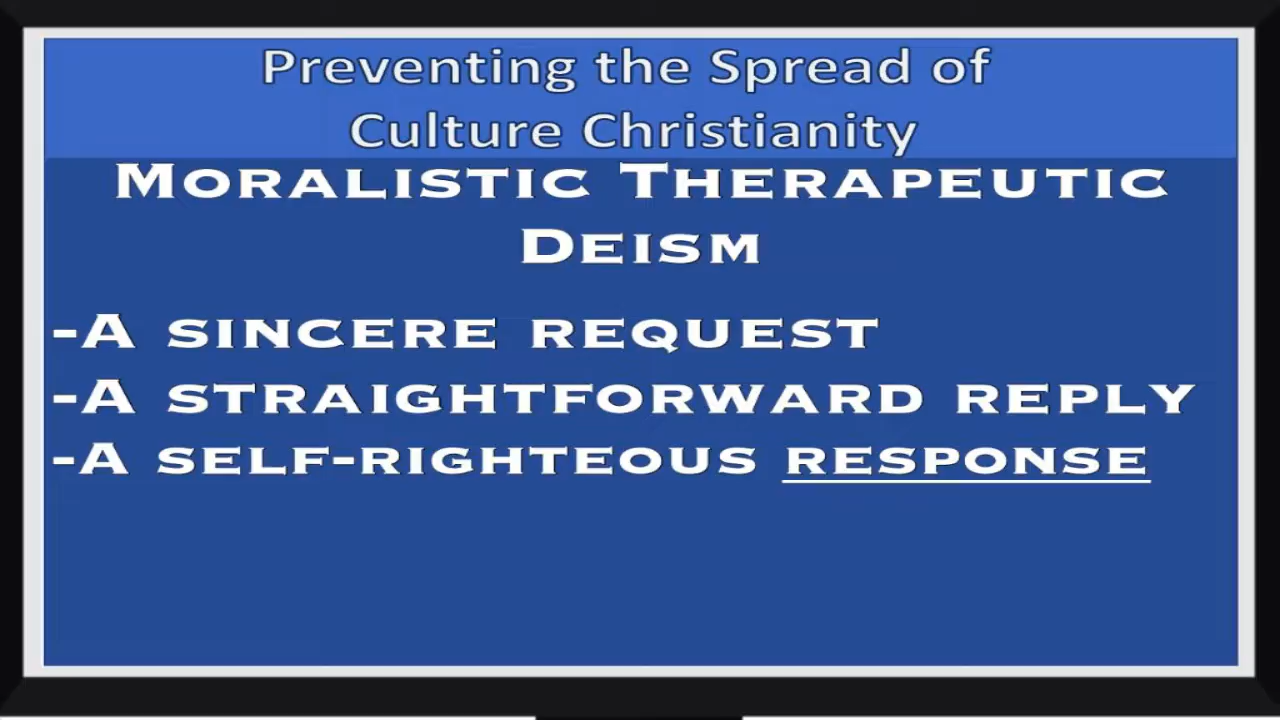 Preventing the Spread of
Culture Christianity
Moralistic Therapeutic
Deism
-A sincere request
-A straightforward reply
-A self-righteous response